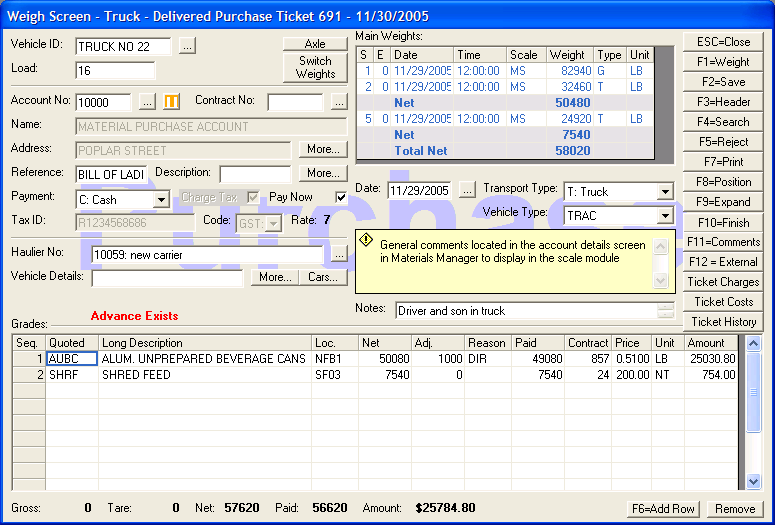 Weigh Screen - Truck - Delivered Purchase Ticket 691 - 11/30/2005
Vehicle ID: TRUCK NO 22 ... Axle
Load: 16 Switch Weights
Account No: 10000 ... Contract No: ...
Name: MATERIAL PURCHASE ACCOUNT
Address: POPLAR STREET More...
Reference: BILL OF LADI Description: More...
Payment: C: Cash Charge Tax Pay Now
Tax ID: R1234568686 Code: GST: Rate: 7
Haulier No: 10059: new carrier ...
Vehicle Details: More... Cars...
Advance Exists
Purchase
Main Weights:
S E Date Time Scale Weight Type Unit
1 0 11/29/2005 12:00:00 MS 82940 G LB
2 0 11/29/2005 12:00:00 MS 32460 T LB
Net 50480
5 0 11/29/2005 12:00:00 MS 24920 T LB
Net 7540
Total Net 58020
Date: 11/29/2005 ... Transport Type: T: Truck
Vehicle Type: TRAC
General comments located in the account details screen
in Materials Manager to display in the scale module
Notes: Driver and son in truck
ESC=Close
F1=Weight
F2=Save
F3=Header
F4=Search
F5=Reject
F7=Print
F8=Position
F9=Expand
F10=Finish
F11=Comments
F12 = External
Ticket Charges
Ticket Costs
Ticket History
Grades:
Seq. Quoted Long Description Loc. Net Adj. Reason Paid Contract Price Unit Amount
1 AUBC ALUM. UNPREPARED BEVERAGE CANS NFB1 50080 1000 DIR 49080 857 0.5100 LB 25030.80
2 SHRF SHRED FEED SF03 7540 0 7540 24 200.00 NT 754.00
Gross: 0 Tare: 0 Net: 57620 Paid: 56620 Amount: $25784.80 F6=Add Row Remove